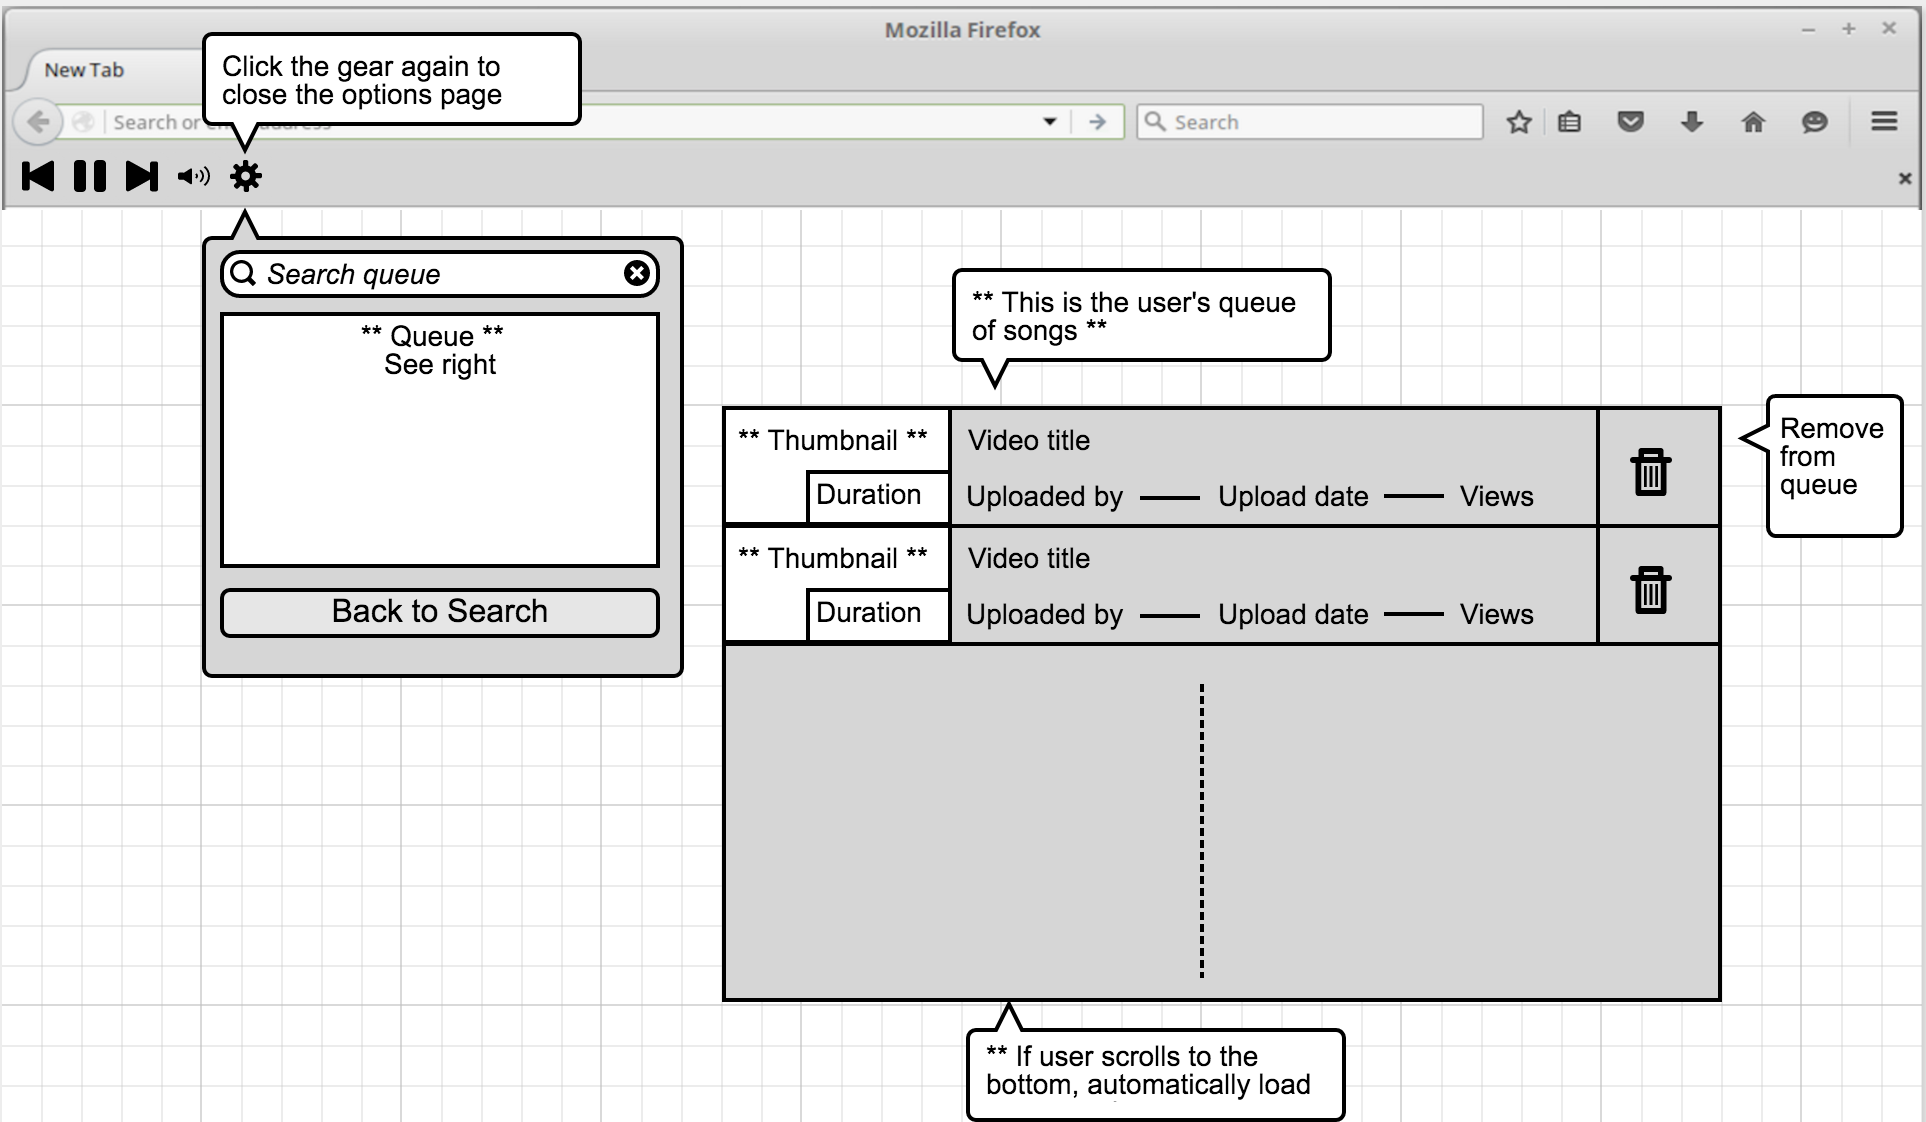 Mozilla Firefox
New Tab
Click the gear again to
close the options page
Search or
address
Search
Search queue
** Queue **
See right
Back to Search
** This is the user's queue
of songs **
** Thumbnail **
Duration
Video title
Uploaded by
Upload date
Views
Remove
from
queue
** Thumbnail **
Duration
Video title
Uploaded by
Upload date
Views
** If user scrolls to the
bottom, automatically load